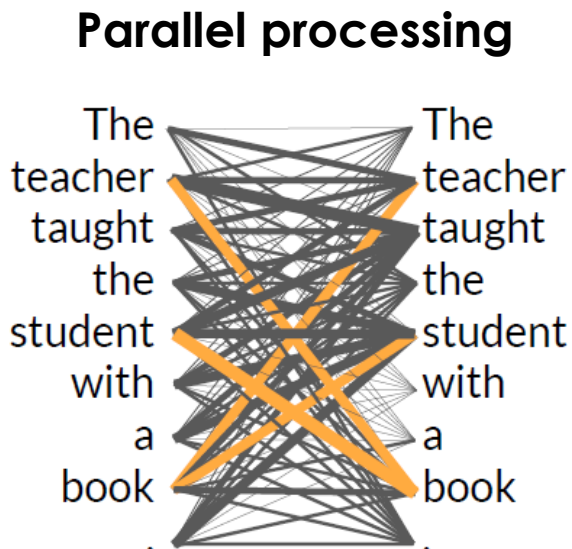 Parallel processing
The The
teacher teacher
taught taught
the the
student student
with with
a a
book book
. .